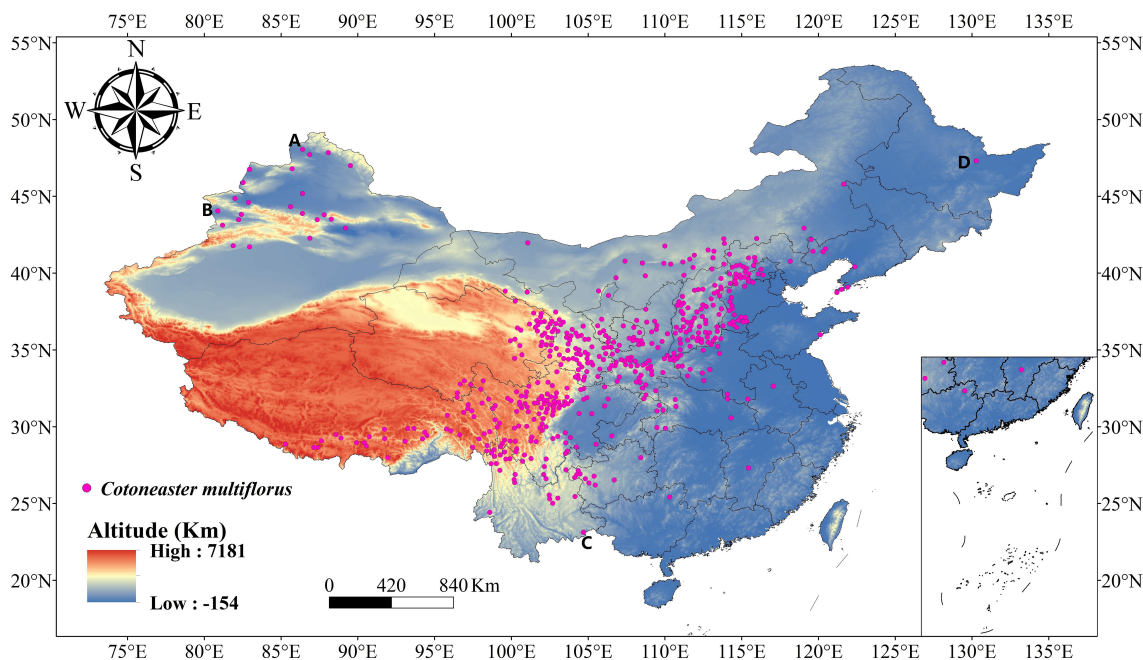 75°E 80°E 85°E 90°E 95°E 100°E 105°E 110°E 115°E 120°E 125°E 130°E 135°E
55°N 55°N
N
50°N 50°N
W E
A
D
S
45°N 45°N
B
40°N 40°N
35°N 35°N
30°N 30°N
Cotoneaster multiflorus
25°N 25°N
Altitude (Km)
High : 7181
C
20°N 20°N
0 420 840 Km
Low : -154
75°E 80°E 85°E 90°E 95°E 100°E 105°E 110°E 115°E 120°E 125°E 130°E 135°E